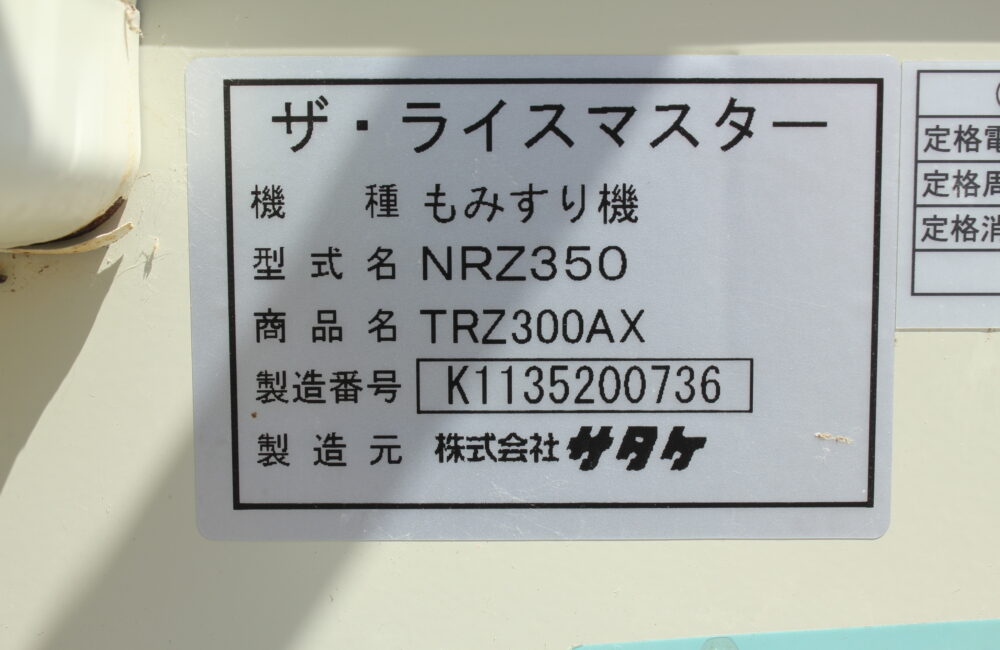 ザ・ライスマスター
機種 もみすり機
型式名 NRZ350
商品名 TRZ300AX
製造番号 K1135200736
製造元 株式会社サタケ
定格電
定格周
定格消